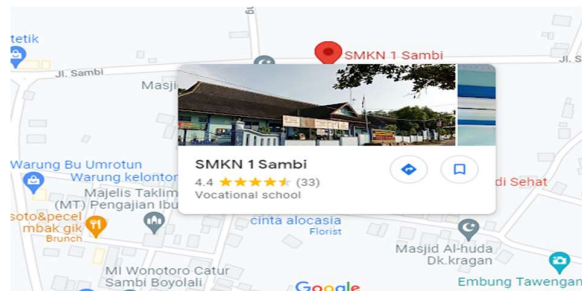 tetik
SMKN 1 Sambi
Jl. Sambi
Jl. S
Masji
SMKN 1 Sambi
4.4
(33)
Vocational school
Warung Bu Umrotun
Warung kelontor
di Sehat
Majelis Taklim
(MT) Pengajian Ibu
soto&pecel
mbak gik
Brunch
cinta alocasia
Florist
Masjid Al-huda
Dk.kragan
MI Wonotoro Catur
Sambi Boyolali
Google
Embung Tawengan